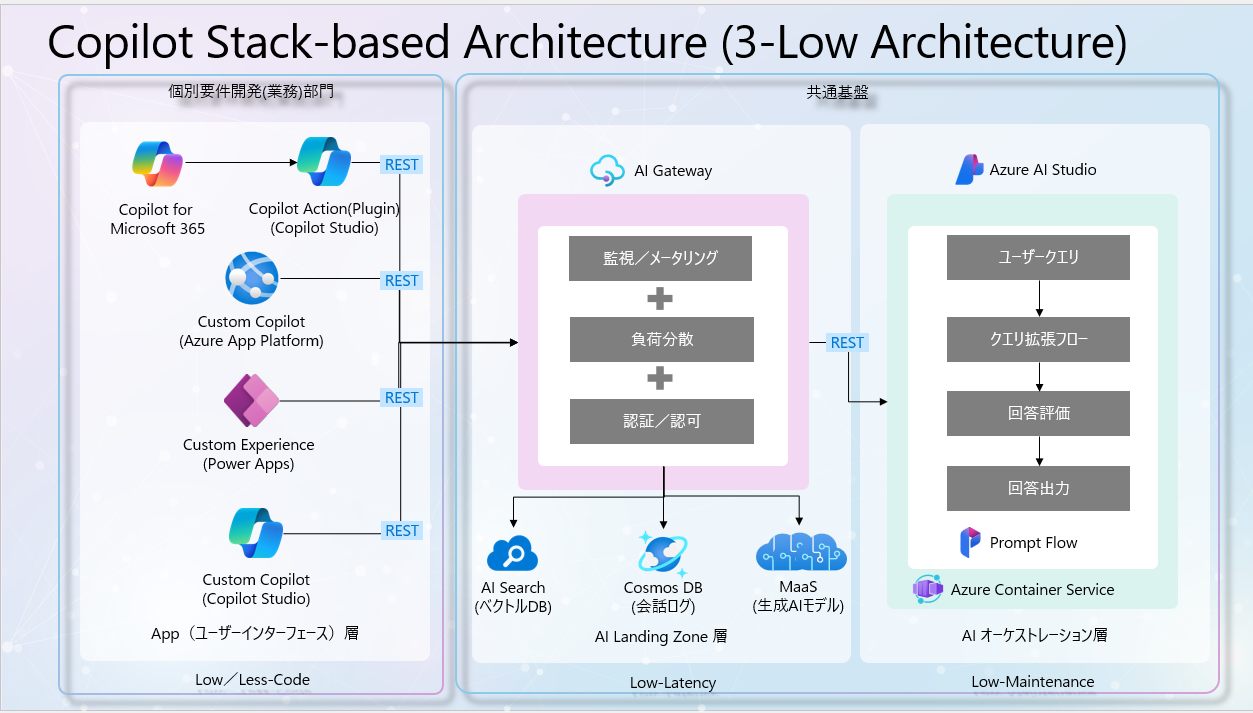 Copilot Stack-based Architecture (3-Low Architecture)
個別要件開発(業務)部門
Copilot for
Microsoft 365
Copilot Action(Plugin)
(Copilot Studio)
REST
Custom Copilot
(Azure App Platform)
REST
Custom Experience
(Power Apps)
REST
Custom Copilot
(Copilot Studio)
REST
App（ユーザーインターフェース）層
Low／Less-Code
共通基盤
AI Gateway
監視／メータリング
負荷分散
認証／認可
REST
AI Search
(ベクトルDB)
Cosmos DB
(会話ログ)
MaaS
(生成AIモデル)
AI Landing Zone 層
Low-Latency
Azure AI Studio
ユーザークエリ
クエリ拡張フロー
回答評価
回答出力
Prompt Flow
Azure Container Service
AI オーケストレーション層
Low-Maintenance